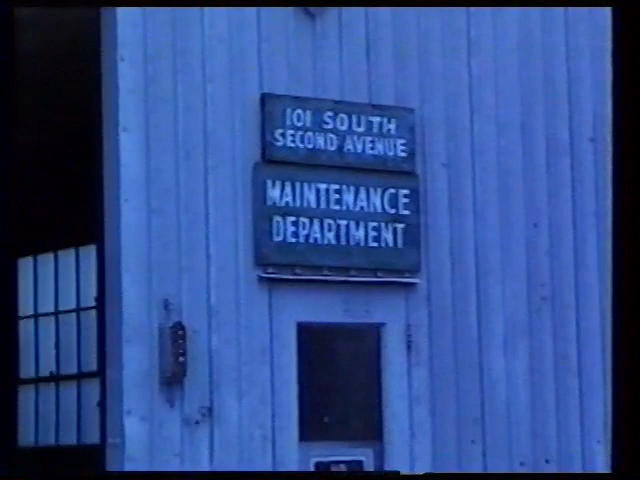 101 SOUTH
SECOND AVENUE
MAINTENANCE
DEPARTMENT